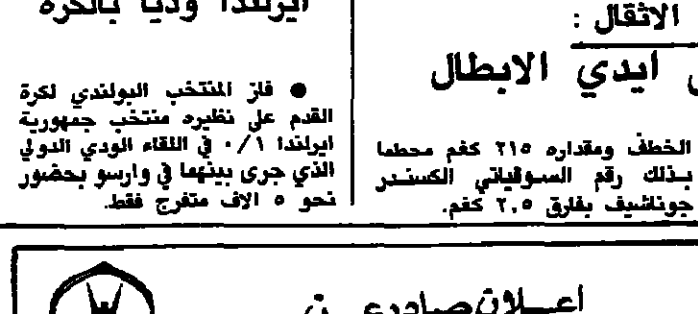 الاثقال :
ايدي الابطال
الخطف ومقداره ٢١٥ كغم محطما
بذلك رقم السوفياتي الكسندر
جوناشيف بفارق ٢,٥ كغم.
ايرلندا وديا بالكرة
● فاز المنتخب البولندي لكرة
القدم على نظيره منتخب جمهورية
ايرلندا ١/٠ في اللقاء الودي الدولي
الذي جرى بينهما في وارسو بحضور
نحو ٥ الاف متفرج فقط.
اعلان صادر عن